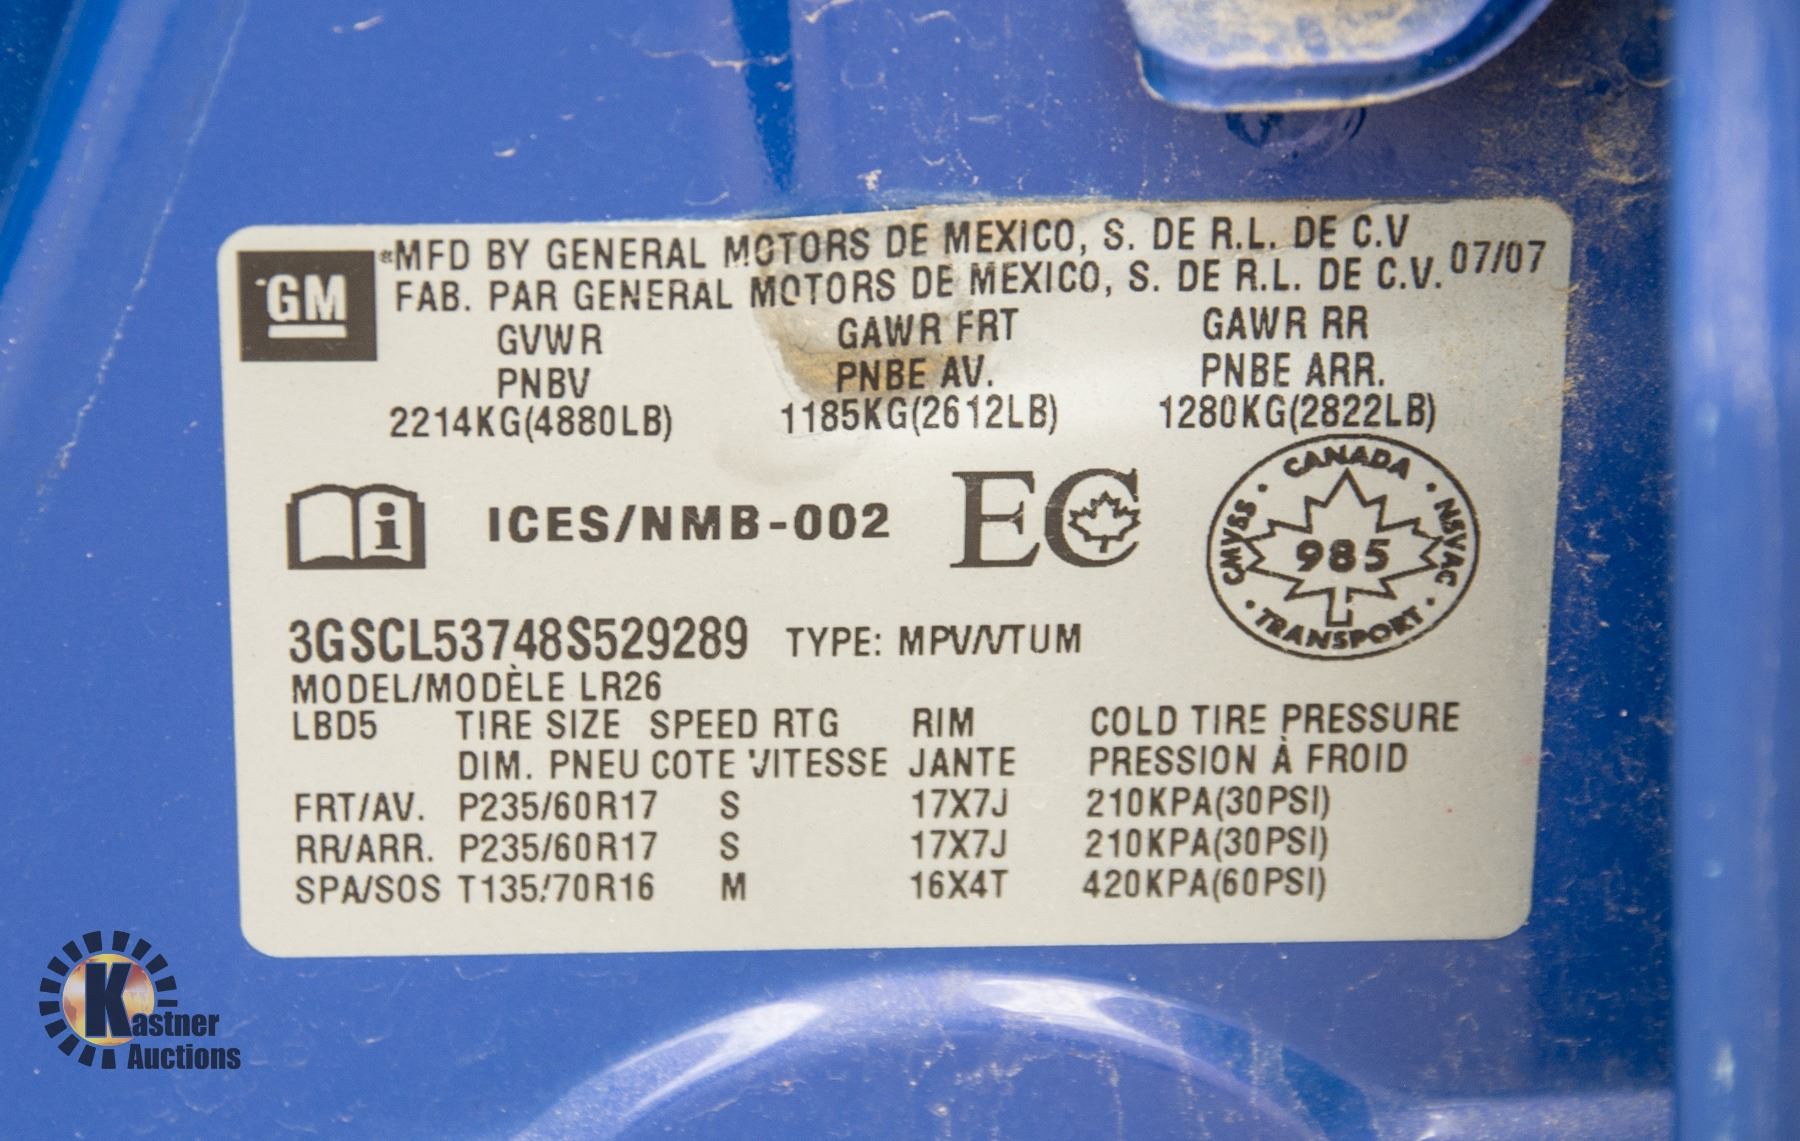 GM
MFD BY GENERAL MOTORS DE MEXICO, S. DE R.L. DE C.V
FAB. PAR GENERAL MOTORS DE MEXICO, S. DE R.L. DE C.V. 07/07
GVWR GAWR FRT GAWR RR
PNBV PNBE AV. PNBE ARR.
2214KG(4880LB) 1185KG(2612LB) 1280KG(2822LB)
i ICES/NMB-002 EC
CANADA
CMVSS · NSVAC
985
TRANSPORT
3GSCL53748S529289 TYPE: MPV/VTUM
MODEL/MODÈLE LR26
LBD5 TIRE SIZE SPEED RTG RIM COLD TIRE PRESSURE
DIM. PNEU COTE VITESSE JANTE PRESSION À FROID
FRT/AV. P235/60R17 S 17X7J 210KPA(30PSI)
RR/ARR. P235/60R17 S 17X7J 210KPA(30PSI)
SPA/SOS T135/70R16 M 16X4T 420KPA(60PSI)
Kastner
Auctions